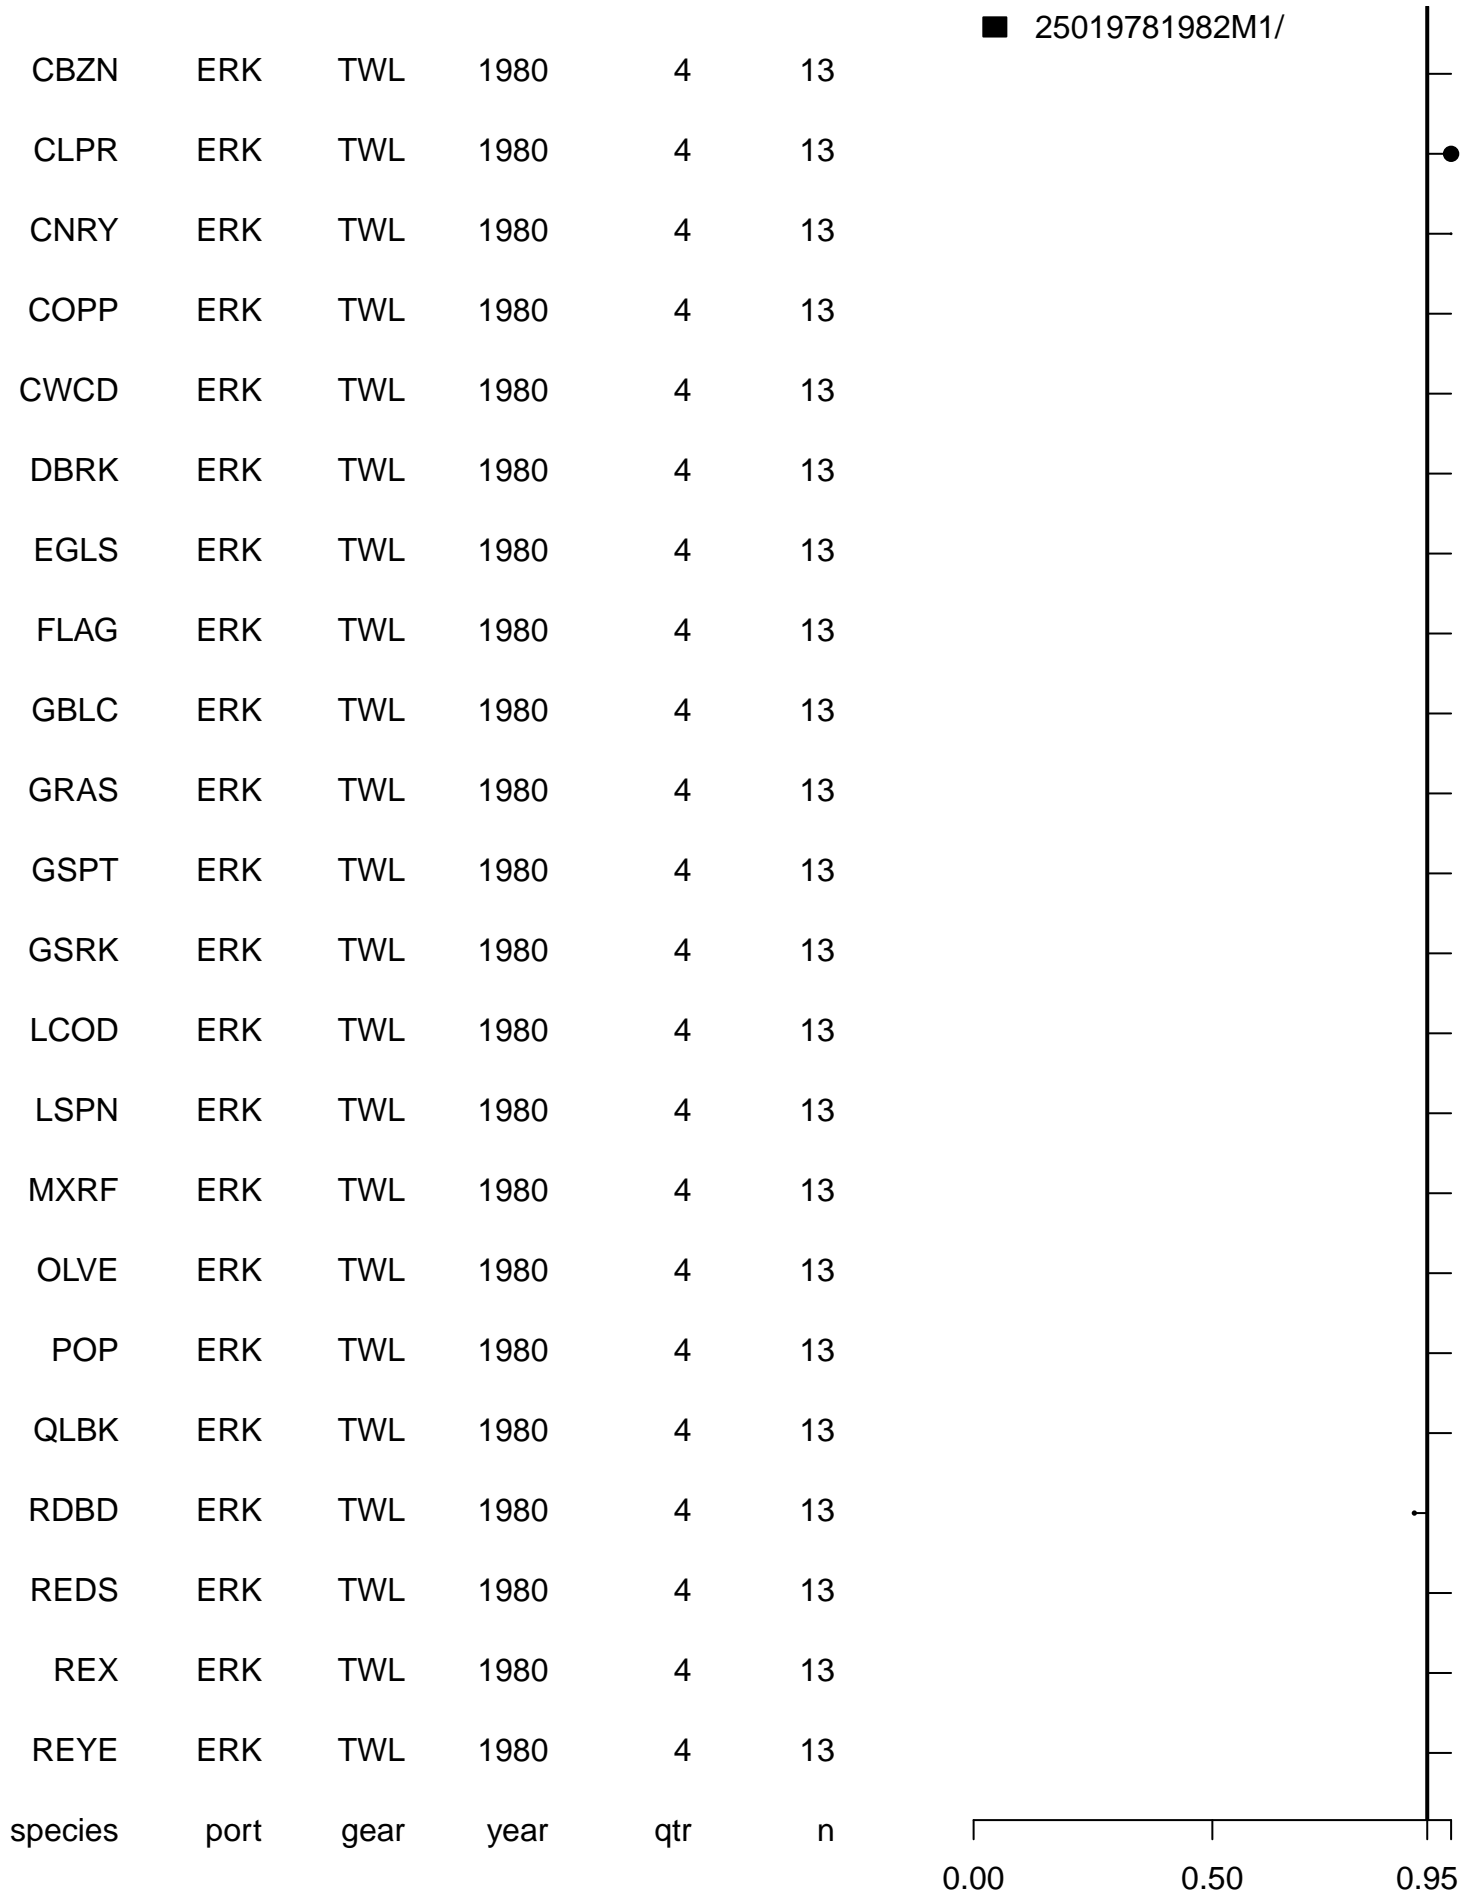 25019781982M1/
CBZN ERK TWL 1980 4 13
CLPR ERK TWL 1980 4 13
CNRY ERK TWL 1980 4 13
COPP ERK TWL 1980 4 13
CWCD ERK TWL 1980 4 13
DBRK ERK TWL 1980 4 13
EGLS ERK TWL 1980 4 13
FLAG ERK TWL 1980 4 13
GBLC ERK TWL 1980 4 13
GRAS ERK TWL 1980 4 13
GSPT ERK TWL 1980 4 13
GSRK ERK TWL 1980 4 13
LCOD ERK TWL 1980 4 13
LSPN ERK TWL 1980 4 13
MXRF ERK TWL 1980 4 13
OLVE ERK TWL 1980 4 13
POP ERK TWL 1980 4 13
QLBK ERK TWL 1980 4 13
RDBD ERK TWL 1980 4 13
REDS ERK TWL 1980 4 13
REX ERK TWL 1980 4 13
REYE ERK TWL 1980 4 13
species port gear year qtr n
0.00 0.50 0.95